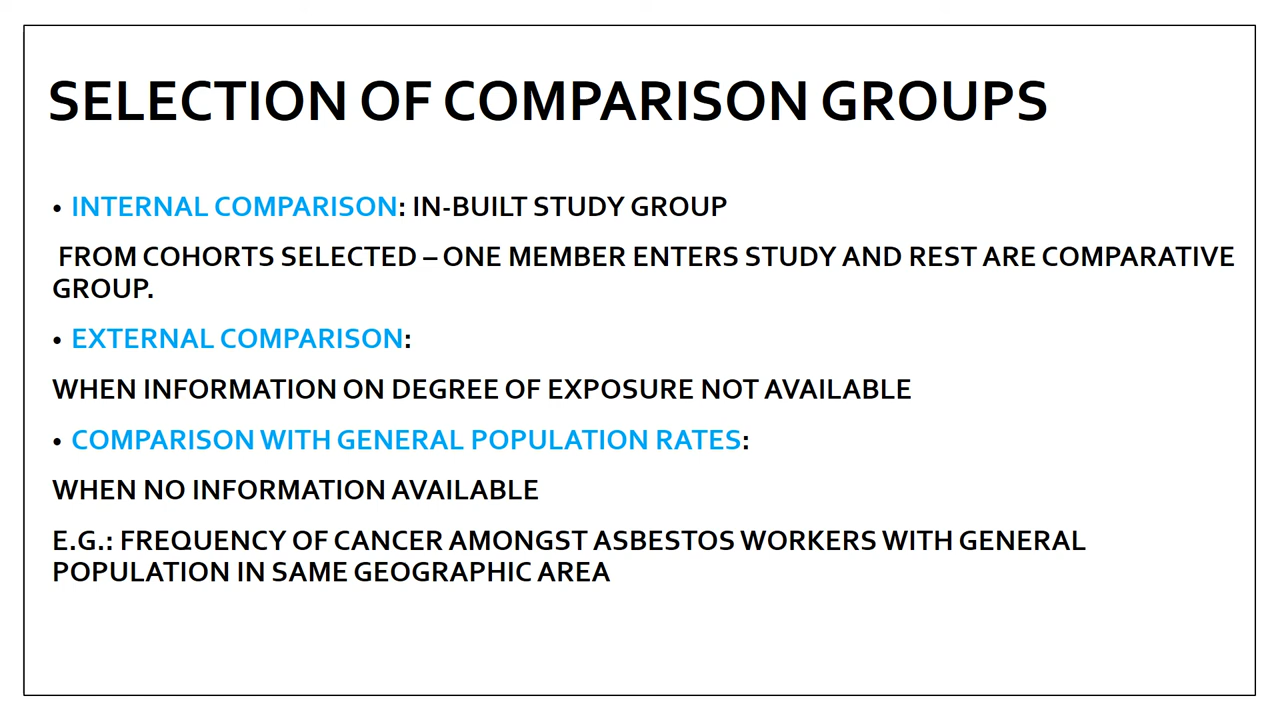 SELECTION OF COMPARISON GROUPS
• INTERNAL COMPARISON: IN-BUILT STUDY GROUP
FROM COHORTS SELECTED – ONE MEMBER ENTERS STUDY AND REST ARE COMPARATIVE
GROUP.
• EXTERNAL COMPARISON:
WHEN INFORMATION ON DEGREE OF EXPOSURE NOT AVAILABLE
• COMPARISON WITH GENERAL POPULATION RATES:
WHEN NO INFORMATION AVAILABLE
E.G.: FREQUENCY OF CANCER AMONGST ASBESTOS WORKERS WITH GENERAL
POPULATION IN SAME GEOGRAPHIC AREA